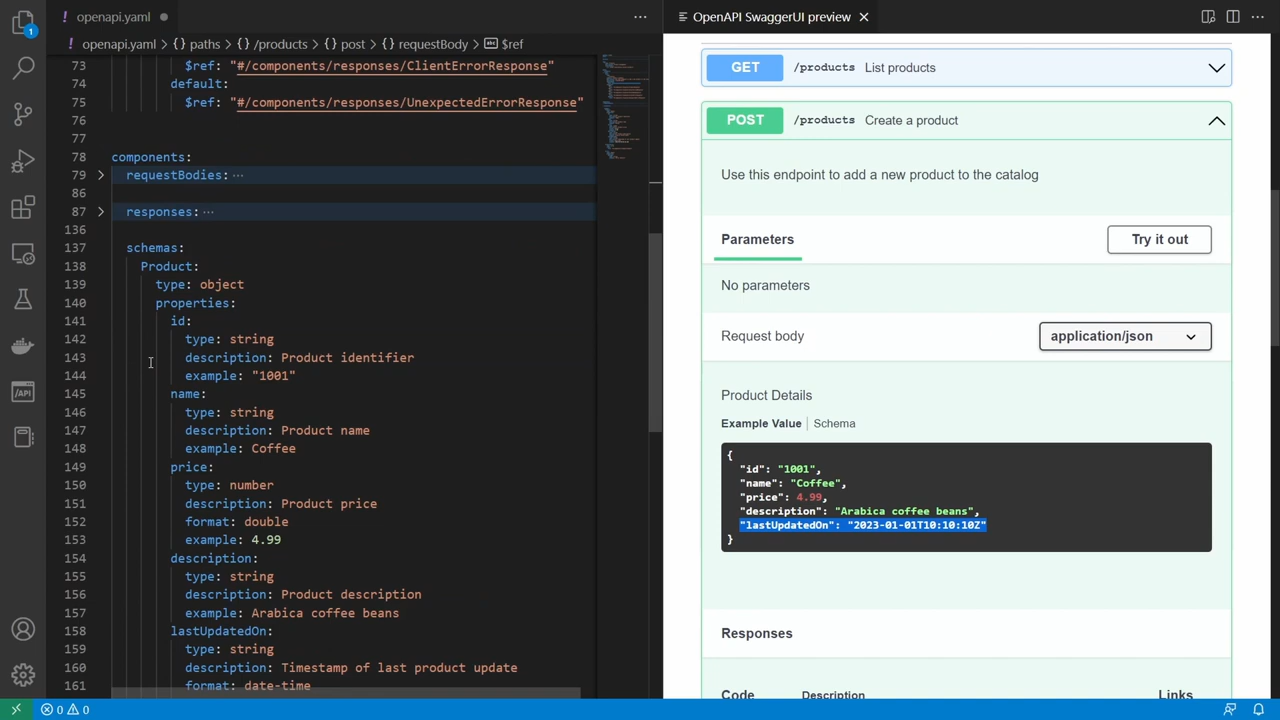 openapi.yaml
openapi.yaml > {} paths > {} /products > {} post > {} requestBody > $ref
73 $ref: "#/components/responses/ClientErrorResponse"
74 default:
75 $ref: "#/components/responses/UnexpectedErrorResponse"
76
77
78 components:
79 requestBodies: ...
86
87 responses: ...
136
137 schemas:
138 Product:
139 type: object
140 properties:
141 id:
142 type: string
143 description: Product identifier
144 example: "1001"
145 name:
146 type: string
147 description: Product name
148 example: Coffee
149 price:
150 type: number
151 description: Product price
152 format: double
153 example: 4.99
154 description:
155 type: string
156 description: Product description
157 example: Arabica coffee beans
158 lastUpdatedOn:
159 type: string
160 description: Timestamp of last product update
161 format: date-time
1
/API
0 0
OpenAPI SwaggerUI preview
GET /products List products
POST /products Create a product
Use this endpoint to add a new product to the catalog
Parameters
Try it out
No parameters
Request body
application/json
Product Details
Example Value | Schema
{
"id": "1001",
"name": "Coffee",
"price": 4.99,
"description": "Arabica coffee beans",
"lastUpdatedOn": "2023-01-01T10:10:10Z"
}
Responses
Code Description Links